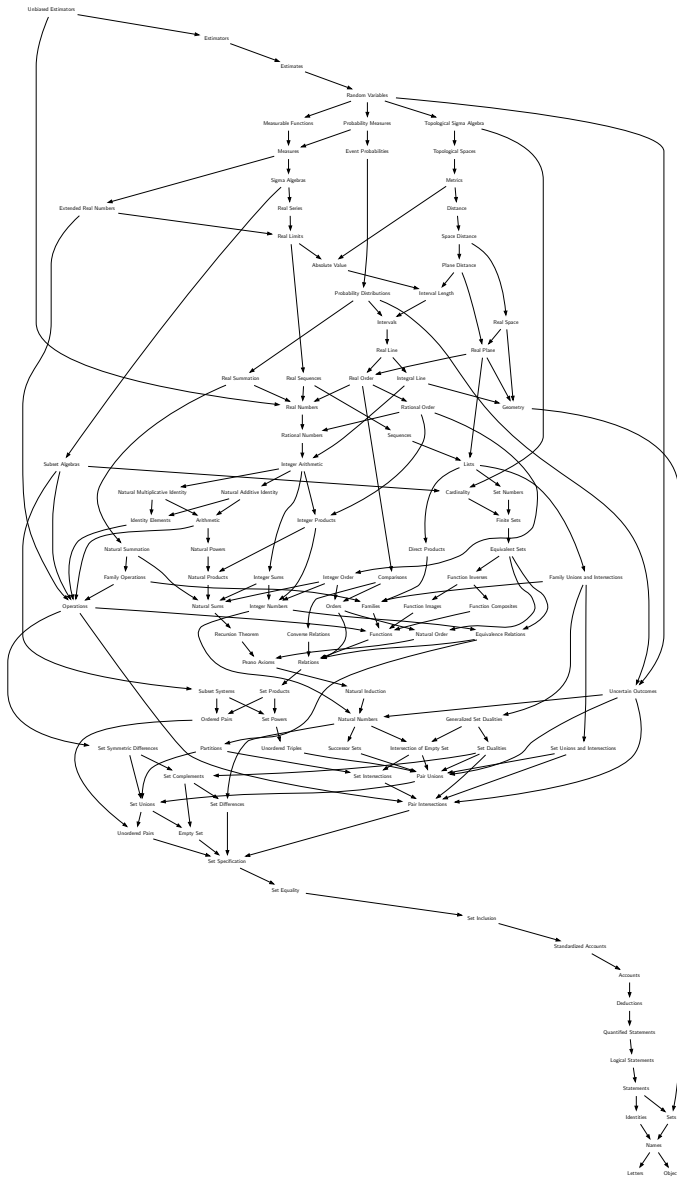 Unbiased Estimators
Estimators
Estimates
Random Variables
Measurable Functions
Probability Measures
Topological Sigma Algebra
Measures
Event Probabilities
Topological Spaces
Sigma Algebras
Metrics
Extended Real Numbers
Real Series
Distance
Real Limits
Space Distance
Absolute Value
Plane Distance
Probability Distributions
Interval Length
Intervals
Real Space
Real Line
Real Plane
Real Summation
Real Sequences
Real Order
Integral Line
Real Numbers
Rational Order
Geometry
Rational Numbers
Sequences
Subset Algebras
Integer Arithmetic
Lists
Natural Multiplicative Identity
Natural Additive Identity
Cardinality
Set Numbers
Identity Elements
Arithmetic
Integer Products
Finite Sets
Natural Summation
Natural Powers
Direct Products
Equivalent Sets
Family Operations
Natural Products
Integer Sums
Integer Order
Comparisons
Function Inverses
Family Unions and Intersections
Operations
Natural Sums
Integer Numbers
Orders
Families
Function Images
Function Composites
Recursion Theorem
Converse Relations
Functions
Natural Order
Equivalence Relations
Peano Axioms
Relations
Subset Systems
Set Products
Natural Induction
Uncertain Outcomes
Ordered Pairs
Set Powers
Natural Numbers
Generalized Set Dualities
Set Symmetric Differences
Partitions
Unordered Triples
Successor Sets
Intersection of Empty Set
Set Dualities
Set Unions and Intersections
Set Complements
Set Intersections
Pair Unions
Set Unions
Set Differences
Pair Intersections
Unordered Pairs
Empty Set
Set Specification
Set Equality
Set Inclusion
Standardized Accounts
Accounts
Deductions
Quantified Statements
Logical Statements
Statements
Identities
Sets
Names
Letters
Objec